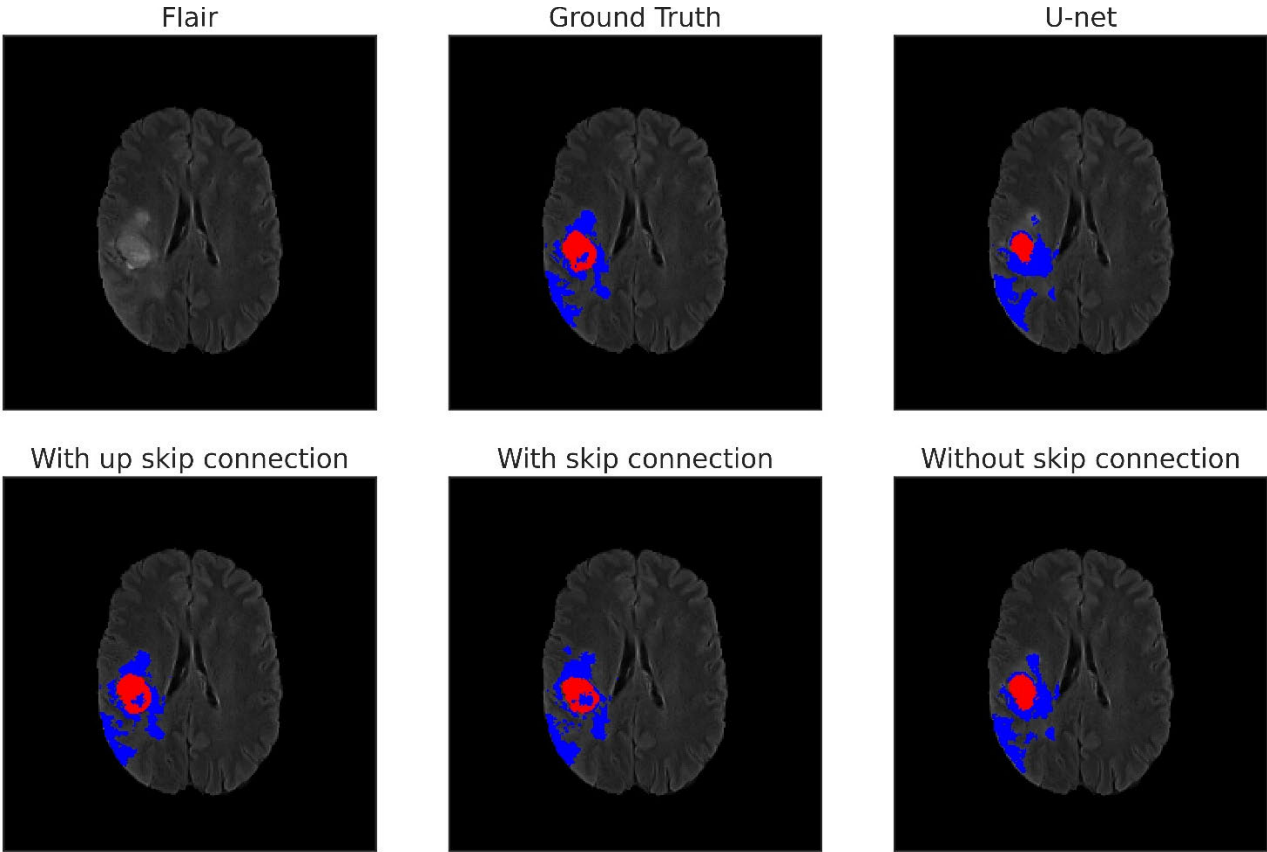 Flair
Ground Truth
U-net
With up skip connection
With skip connection
Without skip connection